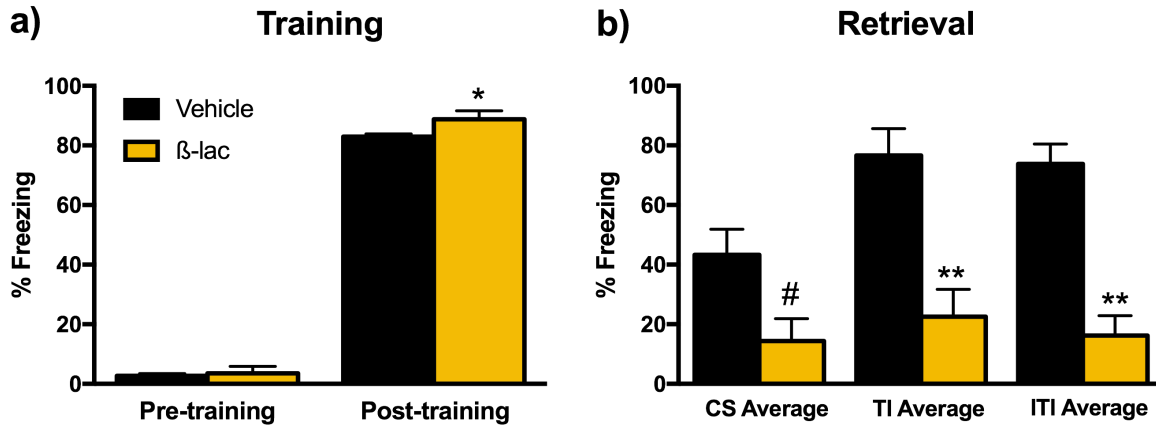 a)
Training
% Freezing
100
80
60
40
20
0
Vehicle
ß-lac
*
Pre-training
Post-training
b)
Retrieval
% Freezing
100
80
60
40
20
0
#
**
**
CS Average
TI Average
ITI Average